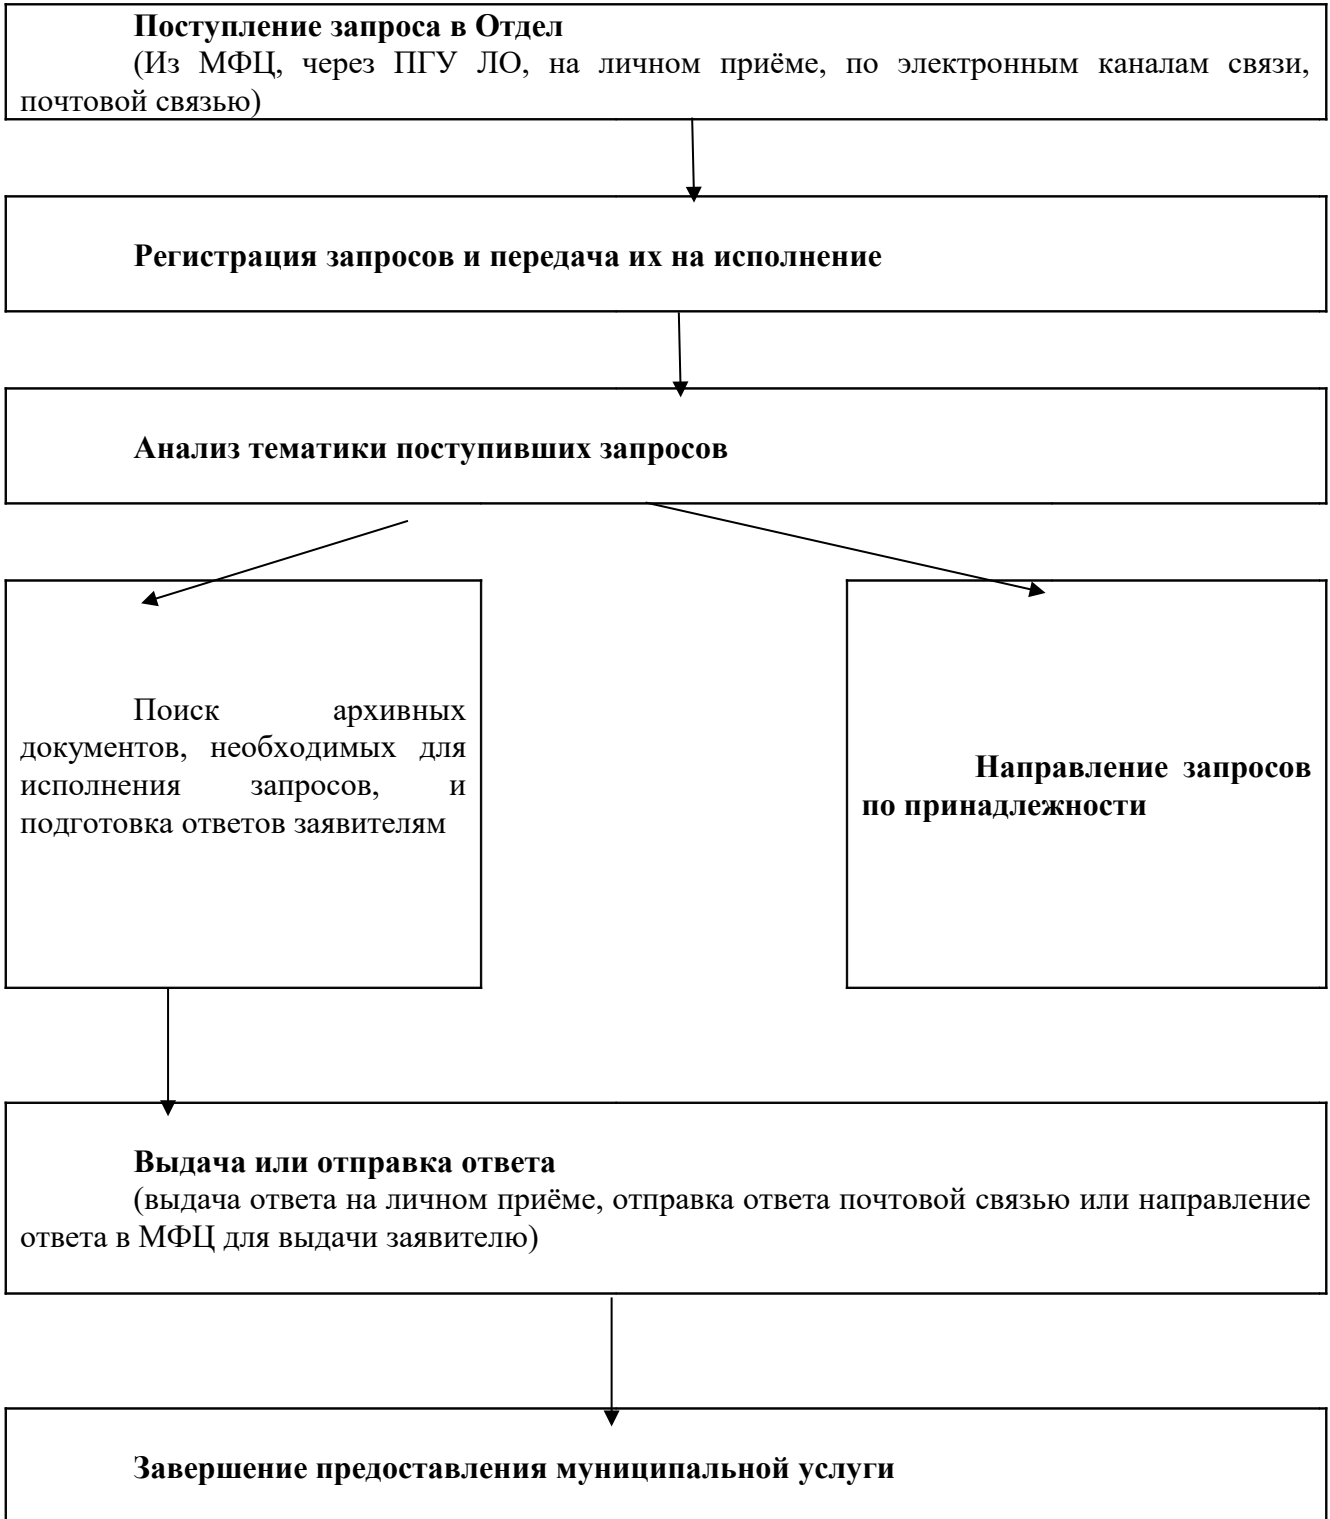 Поступление запроса в Отдел
(Из МФЦ, через ПГУ ЛО, на личном приёме, по электронным каналам связи,
почтовой связью)
Регистрация запросов и передача их на исполнение
Анализ тематики поступивших запросов
Поиск архивных
документов, необходимых для
исполнения запросов, и
подготовка ответов заявителям
Направление запросов
по принадлежности
Выдача или отправка ответа
(выдача ответа на личном приёме, отправка ответа почтовой связью или направление
ответа в МФЦ для выдачи заявителю)
Завершение предоставления муниципальной услуги